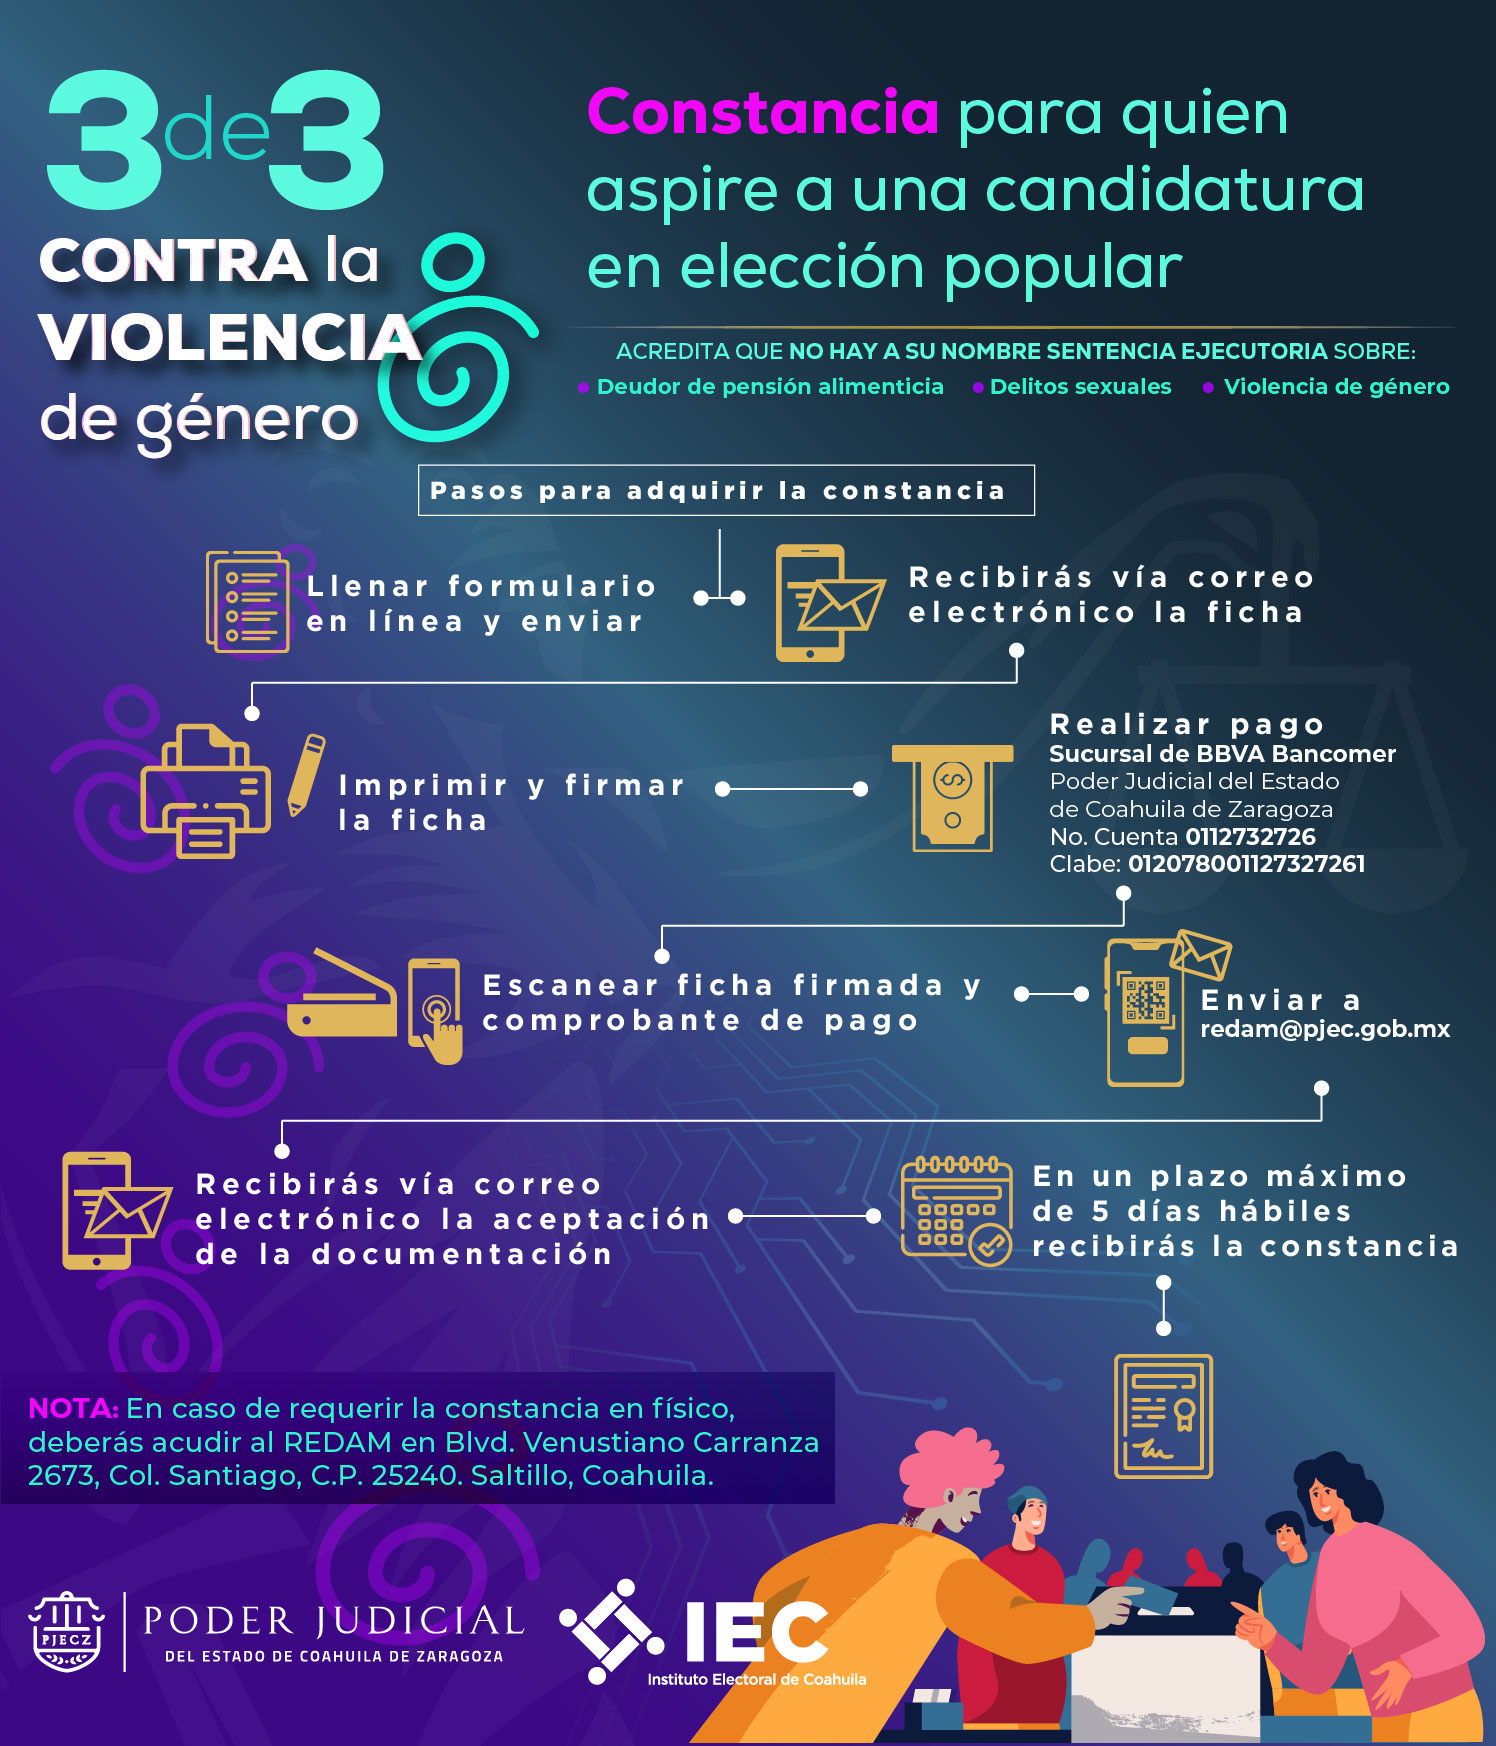 3de3
CONTRA la
VIOLENCIA
de género
Constancia para quien
aspire a una candidatura
en elección popular
ACREDITA QUE NO HAY A SU NOMBRE SENTENCIA EJECUTORIA SOBRE:
• Deudor de pensión alimenticia • Delitos sexuales • Violencia de género
Pasos para adquirir la constancia
Llenar formulario
en línea y enviar
Recibirás vía correo
electrónico la ficha
Imprimir y firmar
la ficha
Realizar pago
Sucursal de BBVA Bancomer
Poder Judicial del Estado
de Coahuila de Zaragoza
No. Cuenta 0112732726
Clabe: 012078001127327261
Escanear ficha firmada y
comprobante de pago
Enviar a
redam@pjec.gob.mx
Recibirás vía correo
electrónico la aceptación
de la documentación
En un plazo máximo
de 5 días hábiles
recibirás la constancia
NOTA: En caso de requerir la constancia en físico,
deberás acudir al REDAM en Blvd. Venustiano Carranza
2673, Col. Santiago, C.P. 25240. Saltillo, Coahuila.
PJECZ
PODER JUDICIAL
DEL ESTADO DE COAHUILA DE ZARAGOZA
IEC
Instituto Electoral de Coahuila